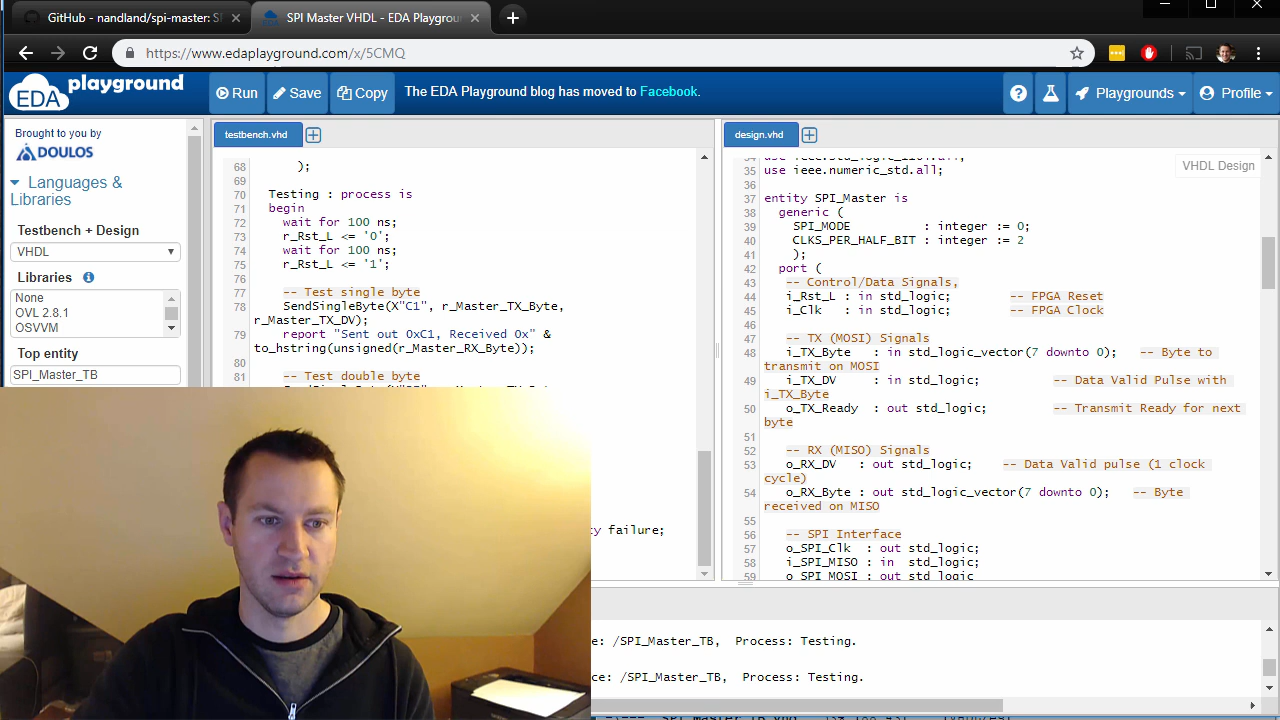 GitHub - nandland/spi-master: SP
SPI Master VHDL - EDA Playgroun
https://www.edaplayground.com/x/5CMQ
EDA playground
Run
Save
Copy
The EDA Playground blog has moved to Facebook.
Playgrounds
Profile
Brought to you by
DOULOS
Languages & Libraries
Testbench + Design
VHDL
Libraries
None
OVL 2.8.1
OSVVM
Top entity
SPI_Master_TB
testbench.vhd
68 );
69
70 Testing : process is
71 begin
72 wait for 100 ns;
73 r_Rst_L <= '0';
74 wait for 100 ns;
75 r_Rst_L <= '1';
76
77 -- Test single byte
78 SendSingleByte(X"C1", r_Master_TX_Byte,
r_Master_TX_DV);
79 report "Sent out 0xC1, Received 0x" &
to_hstring(unsigned(r_Master_RX_Byte));
80
81 -- Test double byte
ty failure;
design.vhd
VHDL Design
35 use ieee.numeric_std.all;
36
37 entity SPI_Master is
38 generic (
39 SPI_MODE : integer := 0;
40 CLKS_PER_HALF_BIT : integer := 2
41 );
42 port (
43 -- Control/Data Signals,
44 i_Rst_L : in std_logic; -- FPGA Reset
45 i_Clk : in std_logic; -- FPGA Clock
46
47 -- TX (MOSI) Signals
48 i_TX_Byte : in std_logic_vector(7 downto 0); -- Byte to
transmit on MOSI
49 i_TX_DV : in std_logic; -- Data Valid Pulse with
i_TX_Byte
50 o_TX_Ready : out std_logic; -- Transmit Ready for next
byte
51
52 -- RX (MISO) Signals
53 o_RX_DV : out std_logic; -- Data Valid pulse (1 clock
cycle)
54 o_RX_Byte : out std_logic_vector(7 downto 0); -- Byte
received on MISO
55
56 -- SPI Interface
57 o_SPI_Clk : out std_logic;
58 i_SPI_MISO : in std_logic;
59 o_SPI_MOSI : out std_logic
ce: /SPI_Master_TB, Process: Testing.
ce: /SPI_Master_TB, Process: Testing.